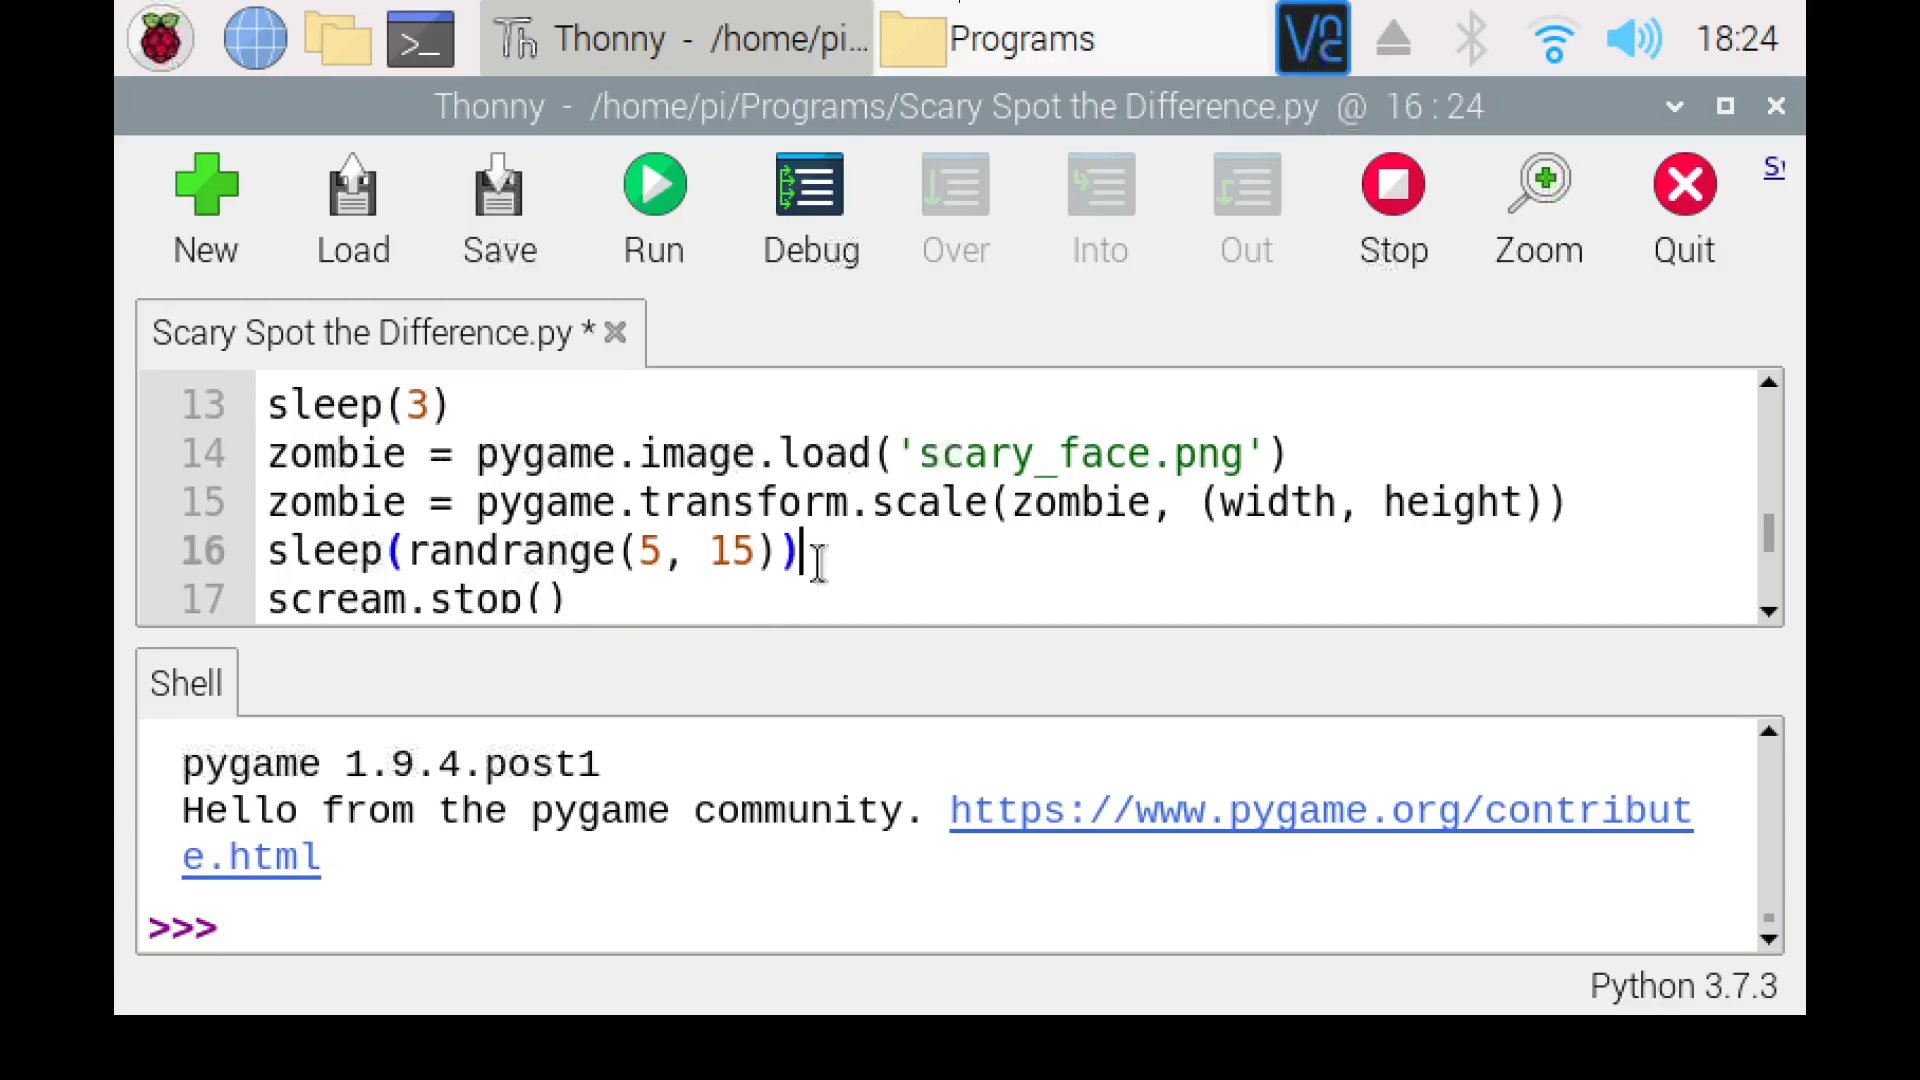 Thonny - /home/pi... Programs 18:24
Thonny - /home/pi/Programs/Scary Spot the Difference.py @ 16 : 24
New Load Save Run Debug Over Into Out Stop Zoom Quit
Scary Spot the Difference.py *
13 sleep(3)
14 zombie = pygame.image.load('scary_face.png')
15 zombie = pygame.transform.scale(zombie, (width, height))
16 sleep(randrange(5, 15))
17 scream.stop()
Shell
pygame 1.9.4.post1
Hello from the pygame community. https://www.pygame.org/contribut
e.html
>>>
Python 3.7.3